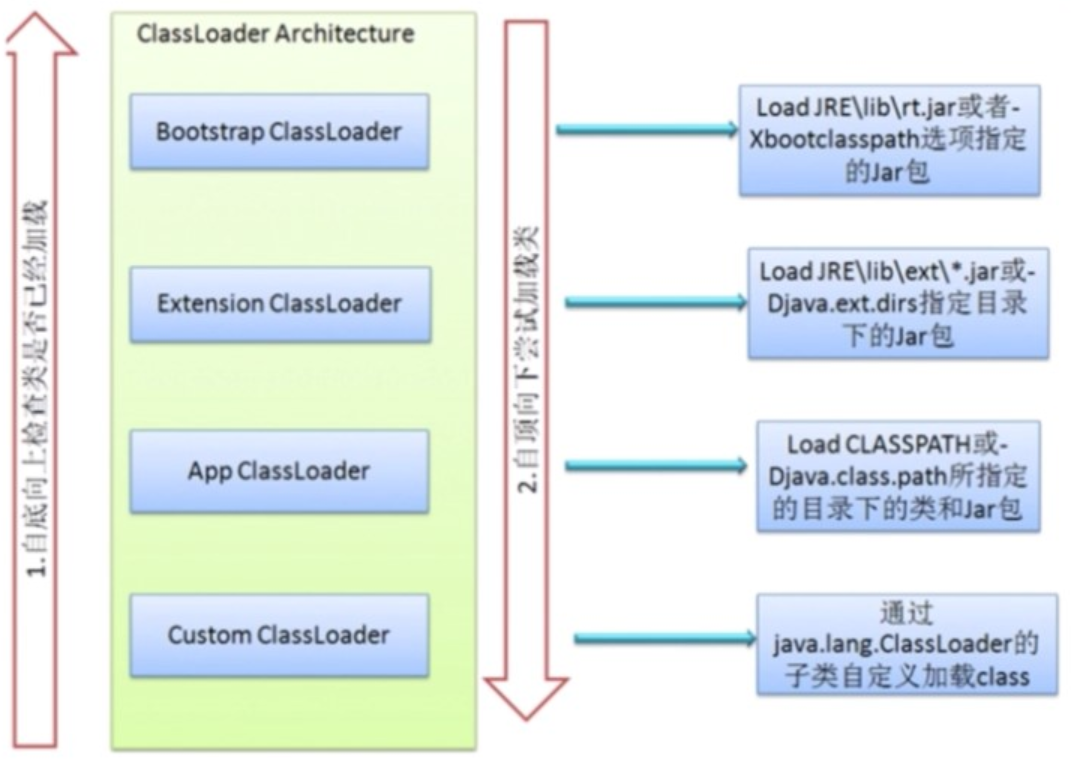 ClassLoader Architecture
Bootstrap ClassLoader
Load JRE\lib\rt.jar或者-
Xbootclasspath选项指定
的Jar包
Extension ClassLoader
Load JRE\lib\ext\*.jar或-
Djava.ext.dirs指定目录
下的Jar包
App ClassLoader
Load CLASSPATH或-
Djava.class.path所指定
的目录下的类和Jar包
Custom ClassLoader
通过
java.lang.ClassLoader的
子类自定义加载class
1.自底向上检查类是否已经加载
2.自顶向下尝试加载类